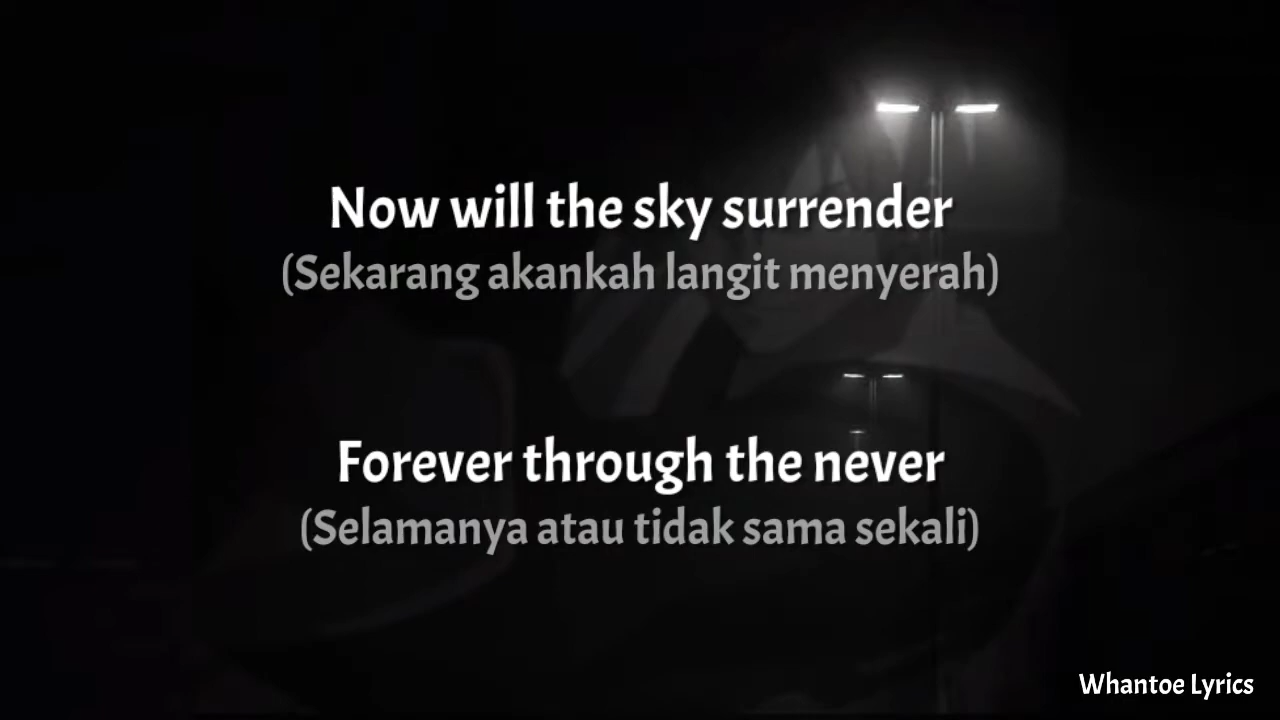 Now will the sky surrender
(Sekarang akankah langit menyerah)
Forever through the never
(Selamanya atau tidak sama sekali)
Whantoe Lyrics